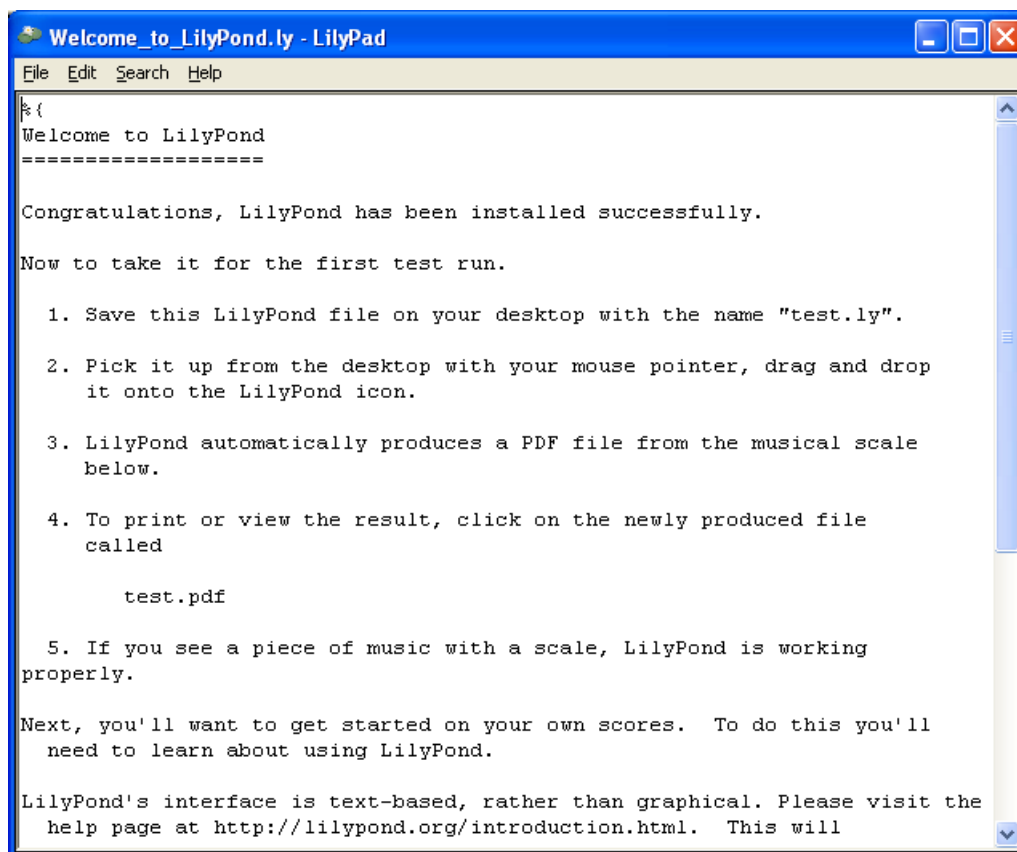 Welcome_to_LilyPond.ly - LilyPad
File Edit Search Help
%{
Welcome to LilyPond
===================
Congratulations, LilyPond has been installed successfully.
Now to take it for the first test run.
1. Save this LilyPond file on your desktop with the name "test.ly".
2. Pick it up from the desktop with your mouse pointer, drag and drop
it onto the LilyPond icon.
3. LilyPond automatically produces a PDF file from the musical scale
below.
4. To print or view the result, click on the newly produced file
called
test.pdf
5. If you see a piece of music with a scale, LilyPond is working
properly.
Next, you'll want to get started on your own scores.  To do this you'll
need to learn about using LilyPond.
LilyPond's interface is text-based, rather than graphical. Please visit the
help page at http://lilypond.org/introduction.html.  This will